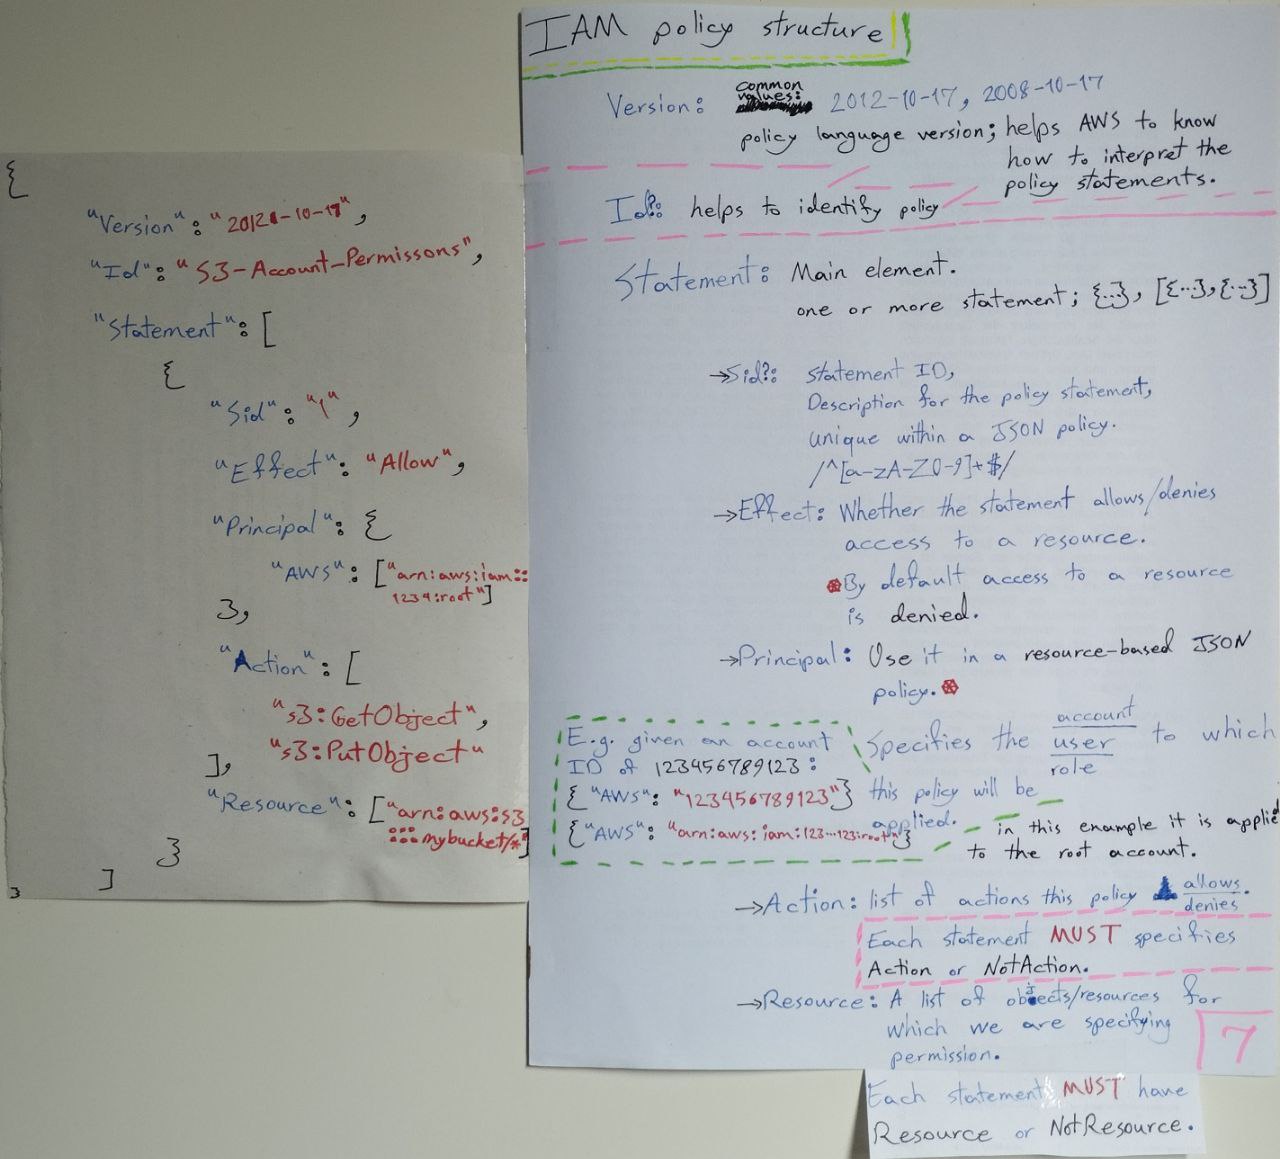 {
"Version": "2012-10-17",
"Id": "S3-Account-Permissons",
"Statement": [
{
"Sid": "1",
"Effect": "Allow",
"Principal": {
"AWS": ["arn:aws:iam::
1234:root"]
},
"Action": [
"s3:GetObject",
"s3:PutObject"
],
"Resource": ["arn:aws:s3
:::mybucket/*"]
}
]
}
IAM policy structure
Version: common values: 2012-10-17, 2008-10-17
policy language version; helps AWS to know
how to interpret the
policy statements.
Id?: helps to identify policy
Statement: Main element.
one or more statement; {...}, [{...},{...}]
→Sid?: statement ID,
Description for the policy statement,
unique within a JSON policy.
/^[a-zA-Z0-9]+$/
→Effect: Whether the statement allows/denies
access to a resource.
By default access to a resource
is denied.
→Principal: Use it in a resource-based JSON
policy.
Specifies the account user role to which
this policy will be
applied.
E.g. given an account
ID of 123456789123:
{"AWS": "123456789123"}
{"AWS": "arn:aws:iam:123...123:root"}
in this example it is applied
to the root account.
→Action: list of actions this policy allows/denies.
Each statement MUST specifies
Action or NotAction.
→Resource: A list of objects/resources for
which we are specifying
permission.
7
Each statement MUST have
Resource or NotResource.